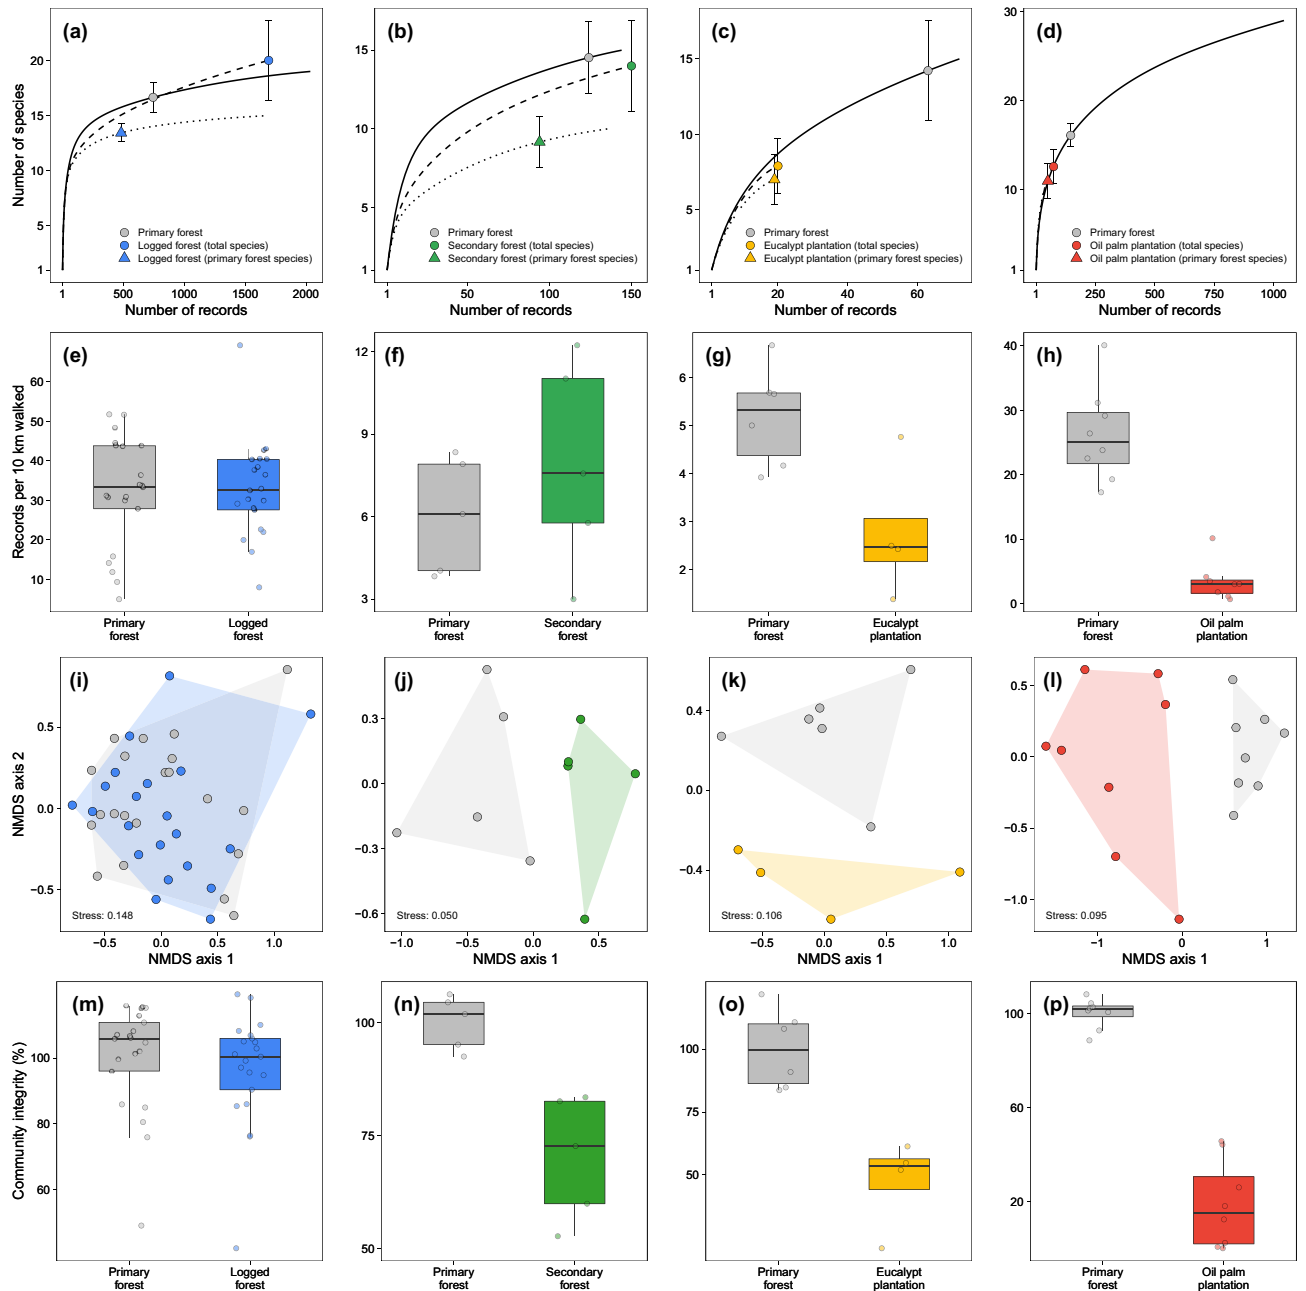 (a)
Number of species
20
15
10
5
1
Primary forest
Logged forest (total species)
Logged forest (primary forest species)
1
500
1000
1500
2000
Number of records
(b)
15
10
5
1
Primary forest
Secondary forest (total species)
Secondary forest (primary forest species)
1
50
100
150
Number of records
(c)
15
10
5
1
Primary forest
Eucalypt plantation (total species)
Eucalypt plantation (primary forest species)
1
20
40
60
Number of records
(d)
30
20
10
1
Primary forest
Oil palm plantation (total species)
Oil palm plantation (primary forest species)
1
250
500
750
1000
Number of records
(e)
Records per 10 km walked
60
50
40
30
20
10
Primary
forest
Logged
forest
(f)
12
9
6
3
Primary
forest
Secondary
forest
(g)
6
5
4
3
2
Primary
forest
Eucalypt
plantation
(h)
40
30
20
10
0
Primary
forest
Oil palm
plantation
(i)
NMDS axis 2
0.5
0.0
−0.5
Stress: 0.148
−0.5
0.0
0.5
1.0
NMDS axis 1
(j)
0.3
0.0
−0.3
−0.6
Stress: 0.050
−1.0
−0.5
0.0
0.5
NMDS axis 1
(k)
0.4
0.0
−0.4
Stress: 0.106
−0.5
0.0
0.5
1.0
NMDS axis 1
(l)
0.5
0.0
−0.5
−1.0
Stress: 0.095
−1
0
1
NMDS axis 1
(m)
Community integrity (%)
100
80
60
Primary
forest
Logged
forest
(n)
100
75
50
Primary
forest
Secondary
forest
(o)
100
75
50
Primary
forest
Eucalypt
plantation
(p)
100
60
20
Primary
forest
Oil palm
plantation